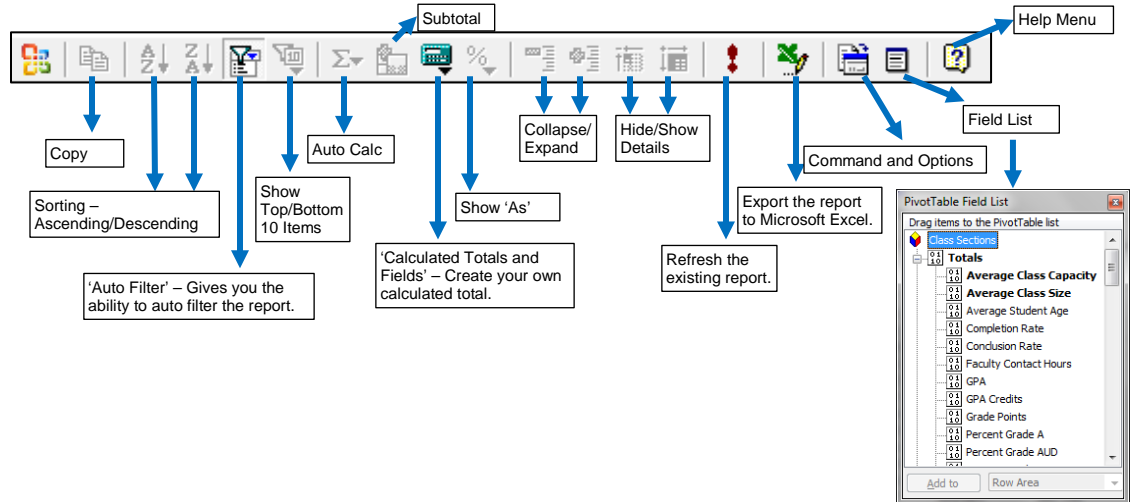 Subtotal
Help Menu
Copy
Sorting –
Ascending/Descending
'Auto Filter' – Gives you the
ability to auto filter the report.
Show
Top/Bottom
10 Items
Auto Calc
'Calculated Totals and
Fields' – Create your own
calculated total.
Show 'As'
Collapse/
Expand
Hide/Show
Details
Refresh the
existing report.
Export the report
to Microsoft Excel.
Command and Options
Field List
PivotTable Field List
Drag items to the PivotTable list
Class Sections
Totals
Average Class Capacity
Average Class Size
Average Student Age
Completion Rate
Conclusion Rate
Faculty Contact Hours
GPA
GPA Credits
Grade Points
Percent Grade A
Percent Grade AUD
Add to
Row Area